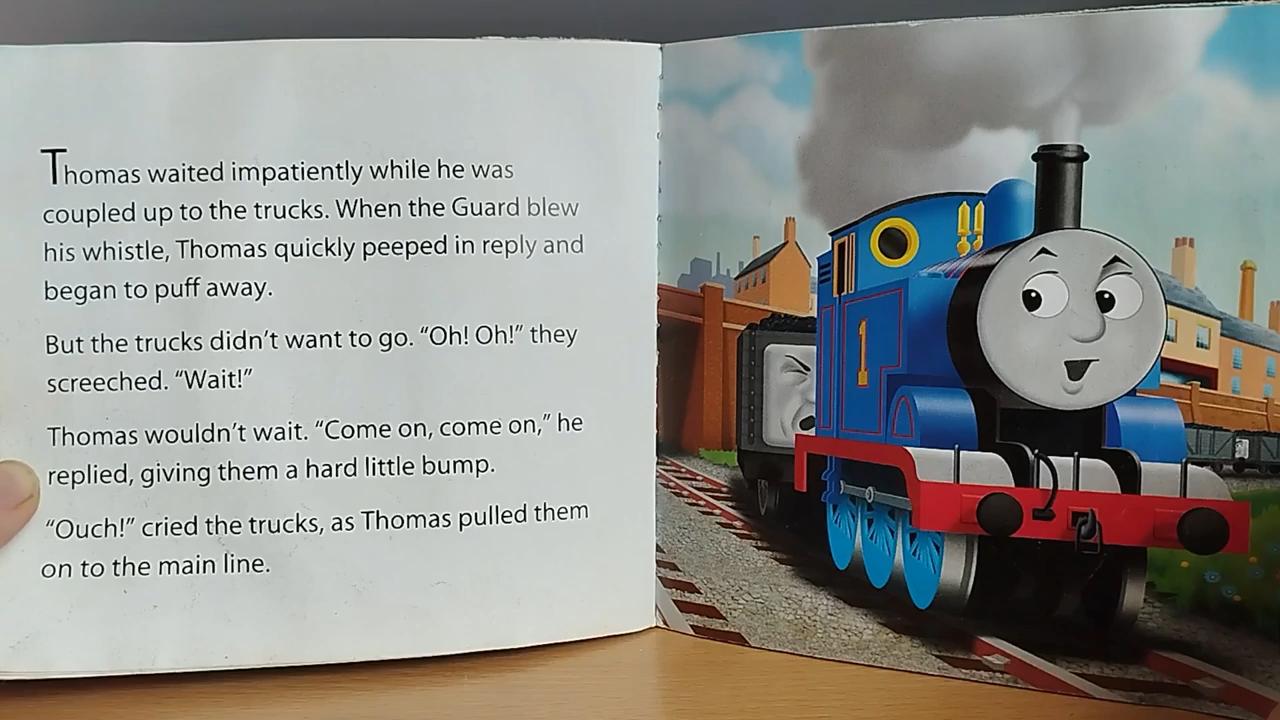 Thomas waited impatiently while he was
coupled up to the trucks. When the Guard blew
his whistle, Thomas quickly peeped in reply and
began to puff away.
But the trucks didn’t want to go. “Oh! Oh!” they
screeched. “Wait!”
Thomas wouldn’t wait. “Come on, come on,” he
replied, giving them a hard little bump.
“Ouch!” cried the trucks, as Thomas pulled them
on to the main line.
1